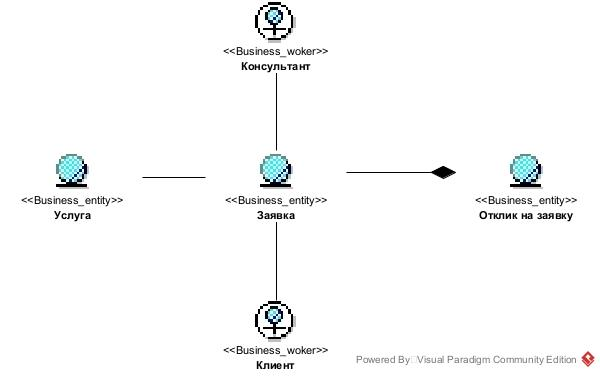 <<Business_woker>>
Консультант
<<Business_entity>>
Услуга
<<Business_entity>>
Заявка
<<Business_entity>>
Отклик на заявку
<<Business_woker>>
Клиент
Powered By Visual Paradigm Community Edition